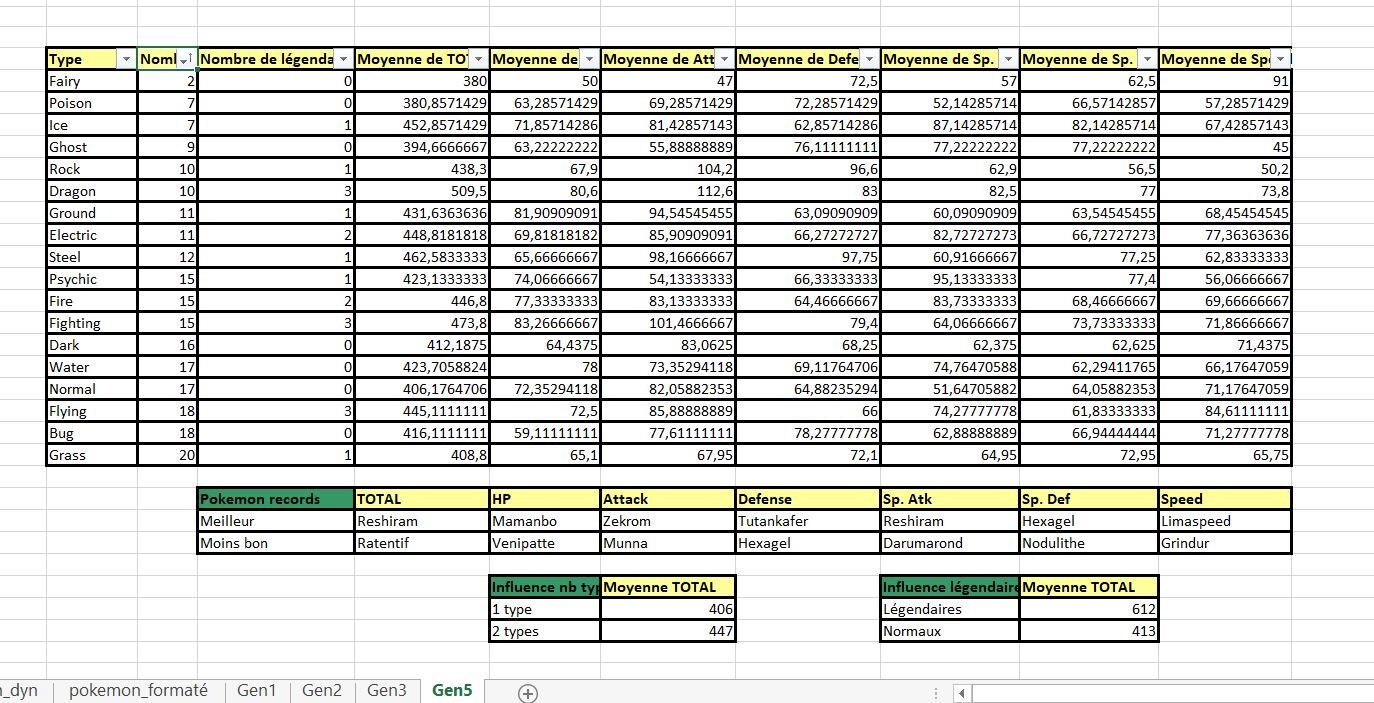 Type Noml Nombre de légenda Moyenne de TO Moyenne de Moyenne de Att Moyenne de Defe Moyenne de Sp. Moyenne de Sp. Moyenne de Sp
Fairy 2 0 380 50 47 72,5 57 62,5 91
Poison 7 0 380,8571429 63,28571429 69,28571429 72,28571429 52,14285714 66,57142857 57,28571429
Ice 7 1 452,8571429 71,85714286 81,42857143 62,85714286 87,14285714 82,14285714 67,42857143
Ghost 9 0 394,6666667 63,22222222 55,88888889 76,11111111 77,22222222 77,22222222 45
Rock 10 1 438,3 67,9 104,2 96,6 62,9 56,5 50,2
Dragon 10 3 509,5 80,6 112,6 83 82,5 77 73,8
Ground 11 1 431,6363636 81,90909091 94,54545455 63,09090909 60,09090909 63,54545455 68,45454545
Electric 11 2 448,8181818 69,81818182 85,90909091 66,27272727 82,72727273 66,72727273 77,36363636
Steel 12 1 462,5833333 65,66666667 98,16666667 97,75 60,91666667 77,25 62,83333333
Psychic 15 1 423,1333333 74,06666667 54,13333333 66,33333333 95,13333333 77,4 56,06666667
Fire 15 2 446,8 77,33333333 83,13333333 64,46666667 83,73333333 68,46666667 69,66666667
Fighting 15 3 473,8 83,26666667 101,4666667 79,4 64,06666667 73,73333333 71,86666667
Dark 16 0 412,1875 64,4375 83,0625 68,25 62,375 62,625 71,4375
Water 17 0 423,7058824 78 73,35294118 69,11764706 74,76470588 62,29411765 66,17647059
Normal 17 0 406,1764706 72,35294118 82,05882353 64,88235294 51,64705882 64,05882353 71,17647059
Flying 18 3 445,1111111 72,5 85,88888889 66 74,27777778 61,83333333 84,61111111
Bug 18 0 416,1111111 59,11111111 77,61111111 78,27777778 62,88888889 66,94444444 71,27777778
Grass 20 1 408,8 65,1 67,95 72,1 64,95 72,95 65,75
Pokemon records TOTAL HP Attack Defense Sp. Atk Sp. Def Speed
Meilleur Reshiram Mamanbo Zekrom Tutankafer Reshiram Hexagel Limaspeed
Moins bon Ratentif Venipatte Munna Hexagel Darumarond Nodulithe Grindur
Influence nb typ Moyenne TOTAL Influence légendaire Moyenne TOTAL
1 type 406 Légendaires 612
2 types 447 Normaux 413
n_dyn pokemon_formaté Gen1 Gen2 Gen3 Gen5